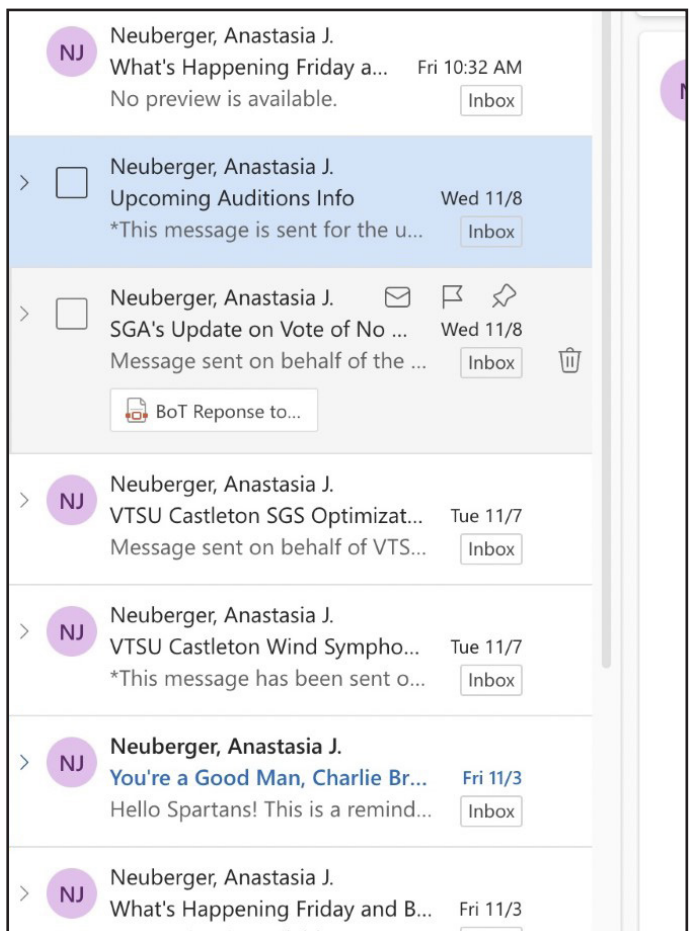 NJ
Neuberger, Anastasia J.
What's Happening Friday a... Fri 10:32 AM
No preview is available. Inbox
Neuberger, Anastasia J.
Upcoming Auditions Info Wed 11/8
*This message is sent for the u... Inbox
Neuberger, Anastasia J.
SGA's Update on Vote of No ... Wed 11/8
Message sent on behalf of the ... Inbox
BoT Reponse to...
NJ
Neuberger, Anastasia J.
VTSU Castleton SGS Optimizat... Tue 11/7
Message sent on behalf of VTS... Inbox
NJ
Neuberger, Anastasia J.
VTSU Castleton Wind Sympho... Tue 11/7
*This message has been sent o... Inbox
NJ
Neuberger, Anastasia J.
You're a Good Man, Charlie Br... Fri 11/3
Hello Spartans! This is a remind... Inbox
NJ
Neuberger, Anastasia J.
What's Happening Friday and B... Fri 11/3